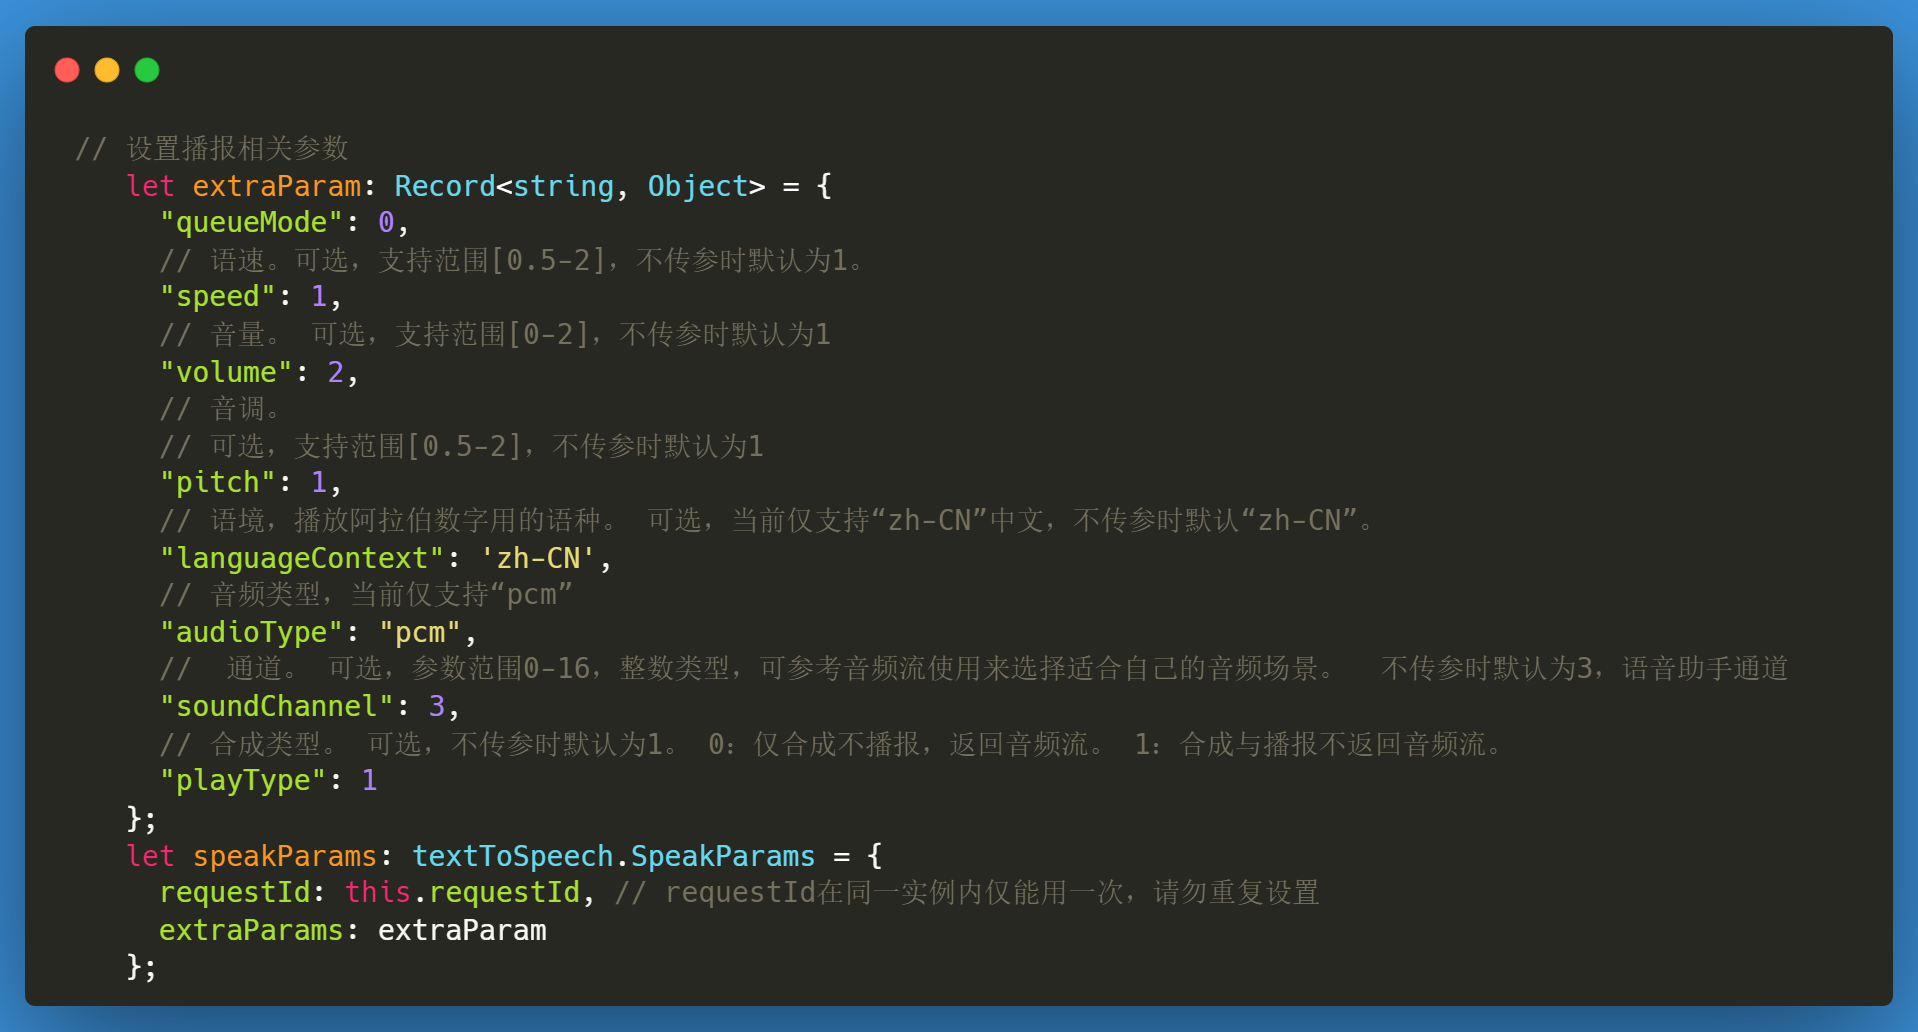 // 设置播报相关参数
let extraParam: Record<string, Object> = {
"queueMode": 0,
// 语速。可选，支持范围[0.5-2]，不传参时默认为1。
"speed": 1,
// 音量。 可选，支持范围[0-2]，不传参时默认为1
"volume": 2,
// 音调。
// 可选，支持范围[0.5-2]，不传参时默认为1
"pitch": 1,
// 语境，播放阿拉伯数字用的语种。 可选，当前仅支持“zh-CN”中文，不传参时默认“zh-CN”。
"languageContext": 'zh-CN',
// 音频类型，当前仅支持“pcm”
"audioType": "pcm",
//  通道。 可选，参数范围0-16，整数类型，可参考音频流使用来选择适合自己的音频场景。  不传参时默认为3，语音助手通道
"soundChannel": 3,
// 合成类型。 可选，不传参时默认为1。 0：仅合成不播报，返回音频流。 1：合成与播报不返回音频流。
"playType": 1
};
let speakParams: textToSpeech.SpeakParams = {
requestId: this.requestId, // requestId在同一实例内仅能用一次，请勿重复设置
extraParams: extraParam
};